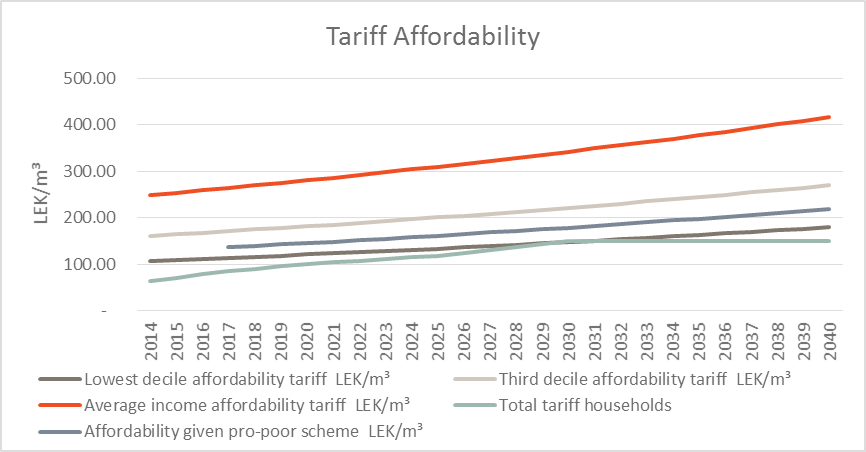 Tariff Affordability
LEK/m³
500.00
400.00
300.00
200.00
100.00
-
2014 2015 2016 2017 2018 2019 2020 2021 2022 2023 2024 2025 2026 2027 2028 2029 2030 2031 2032 2033 2034 2035 2036 2037 2038 2039 2040
Lowest decile affordability tariff LEK/m³ Third decile affordability tariff LEK/m³
Average income affordability tariff LEK/m³ Total tariff households
Affordability given pro-poor scheme LEK/m³